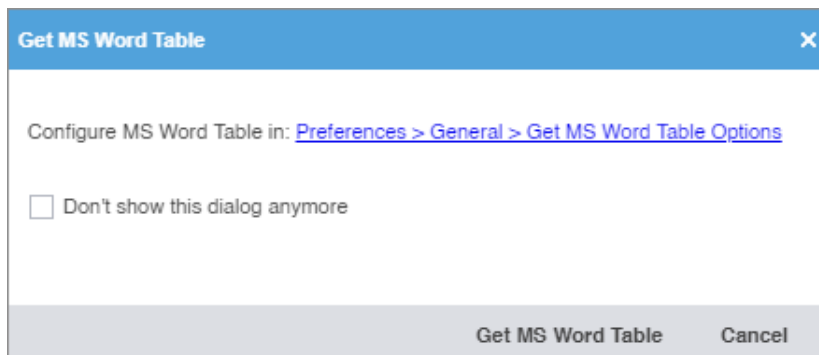 Get MS Word Table
Configure MS Word Table in: Preferences > General > Get MS Word Table Options
Don't show this dialog anymore
Get MS Word Table Cancel